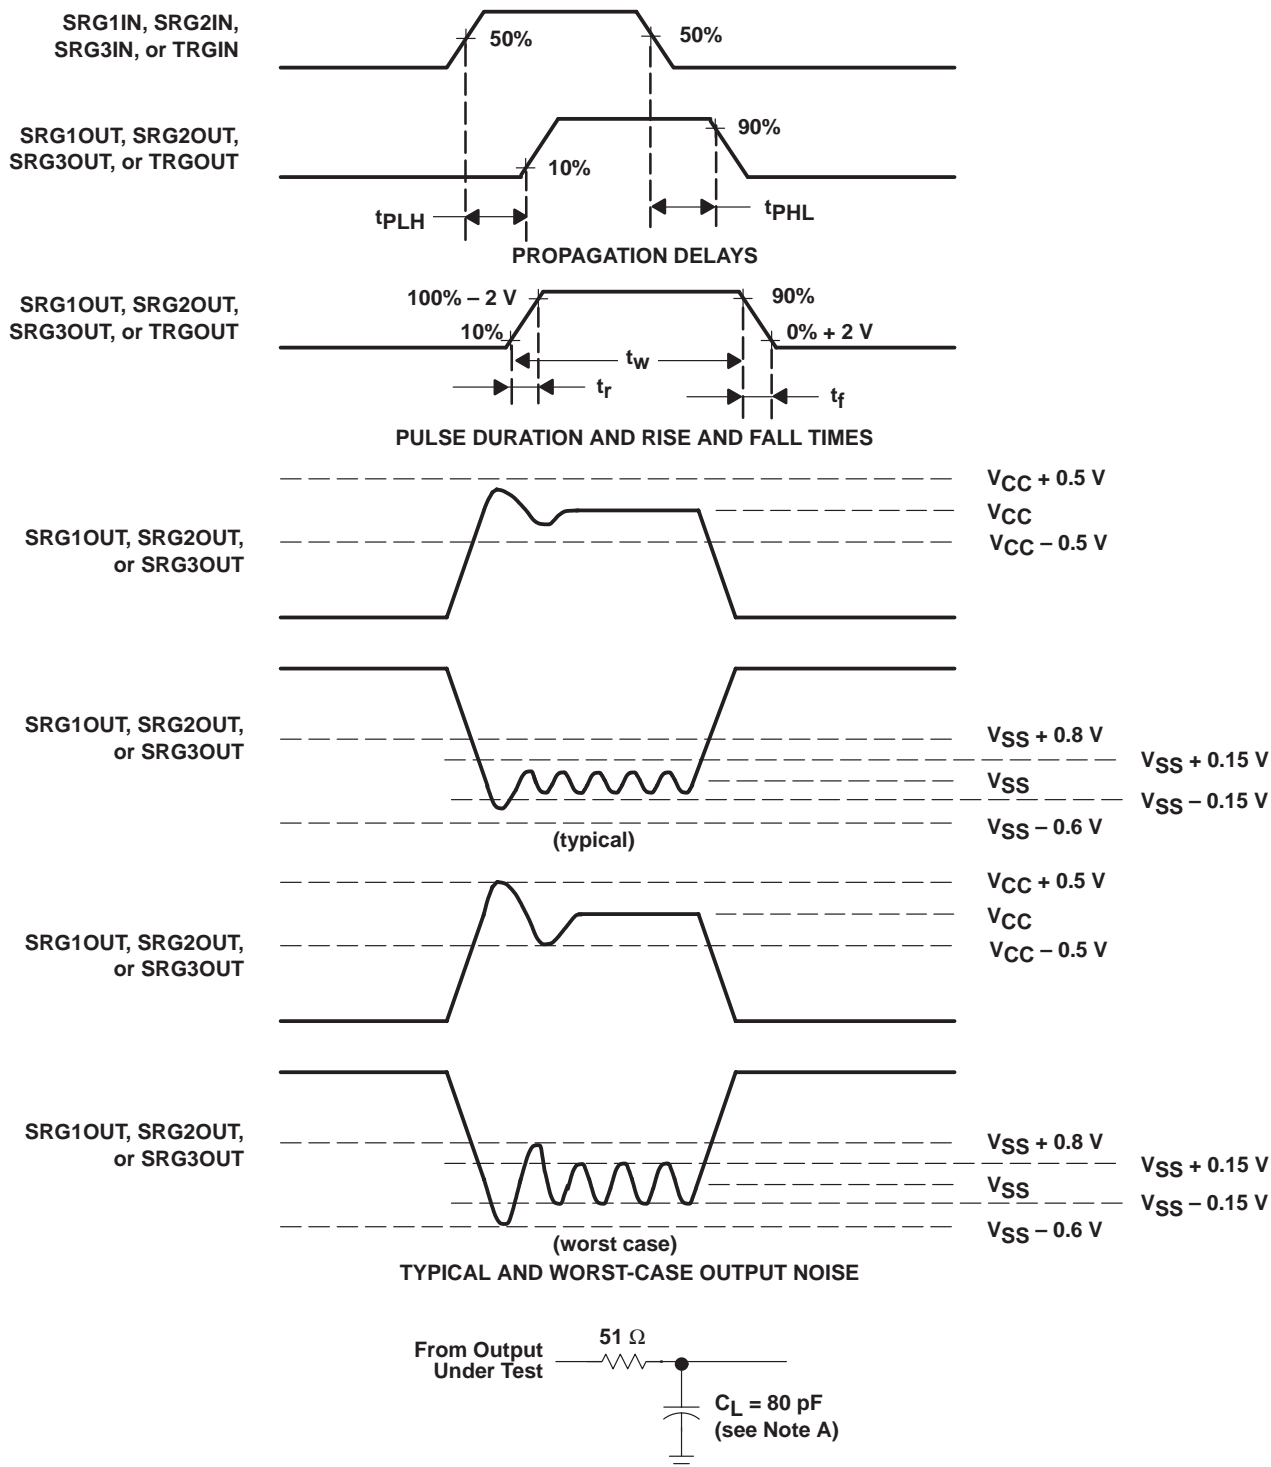 SRG1IN, SRG2IN,
SRG3IN, or TRGIN
50%
50%
SRG1OUT, SRG2OUT,
SRG3OUT, or TRGOUT
90%
10%
tPLH
tPHL
PROPAGATION DELAYS
SRG1OUT, SRG2OUT,
SRG3OUT, or TRGOUT
100% – 2 V
90%
10%
0% + 2 V
tw
tr
tf
PULSE DURATION AND RISE AND FALL TIMES
VCC + 0.5 V
VCC
VCC – 0.5 V
SRG1OUT, SRG2OUT,
or SRG3OUT
SRG1OUT, SRG2OUT,
or SRG3OUT
VSS + 0.8 V
VSS + 0.15 V
VSS
VSS – 0.15 V
VSS – 0.6 V
(typical)
VCC + 0.5 V
VCC
VCC – 0.5 V
SRG1OUT, SRG2OUT,
or SRG3OUT
SRG1OUT, SRG2OUT,
or SRG3OUT
VSS + 0.8 V
VSS + 0.15 V
VSS
VSS – 0.15 V
VSS – 0.6 V
(worst case)
TYPICAL AND WORST-CASE OUTPUT NOISE
51 Ω
From Output
Under Test
CL = 80 pF
(see Note A)